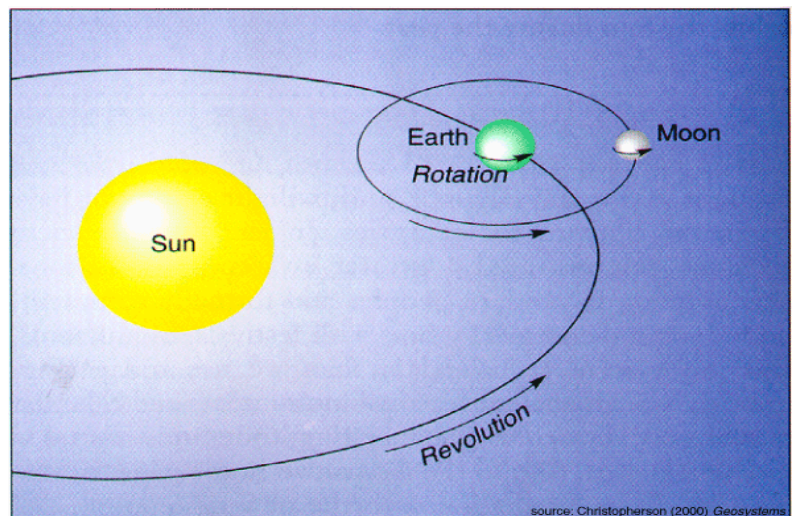 Earth
Moon
Rotation
Sun
Revolution
source: Christopherson (2000) Geosystems